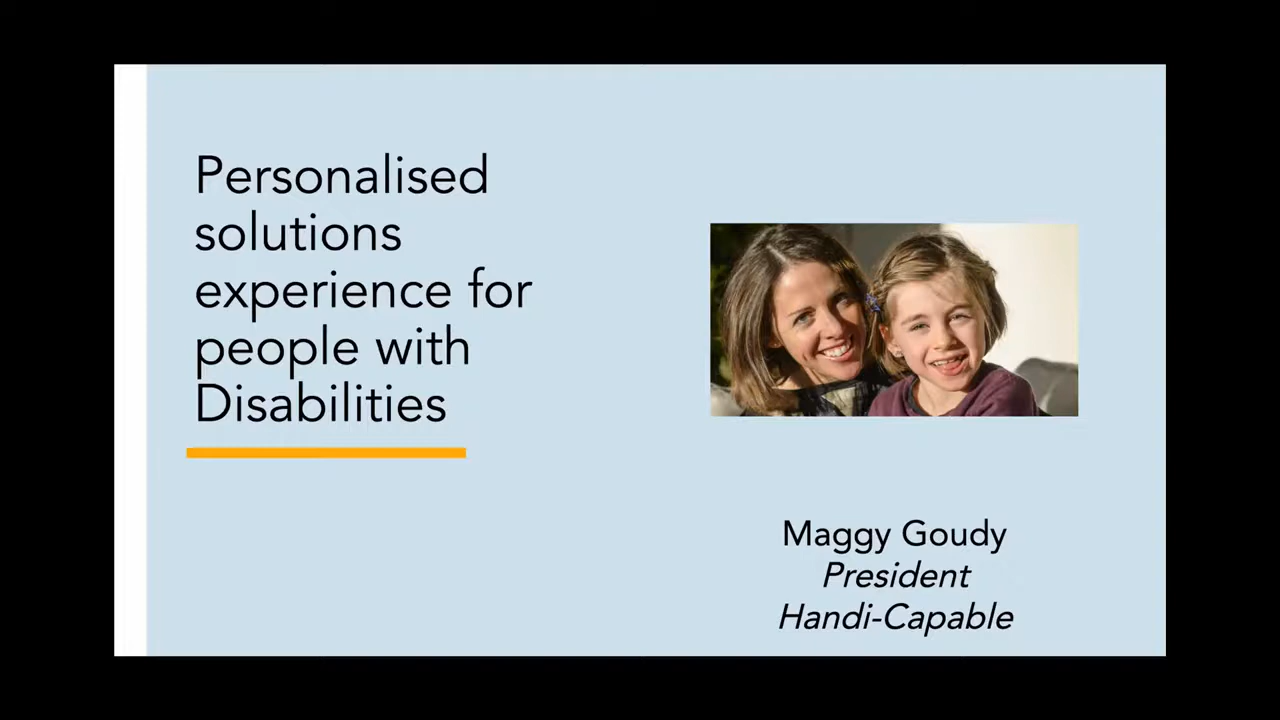 Personalised
solutions
experience for
people with
Disabilities
Maggy Goudy
President
Handi-Capable